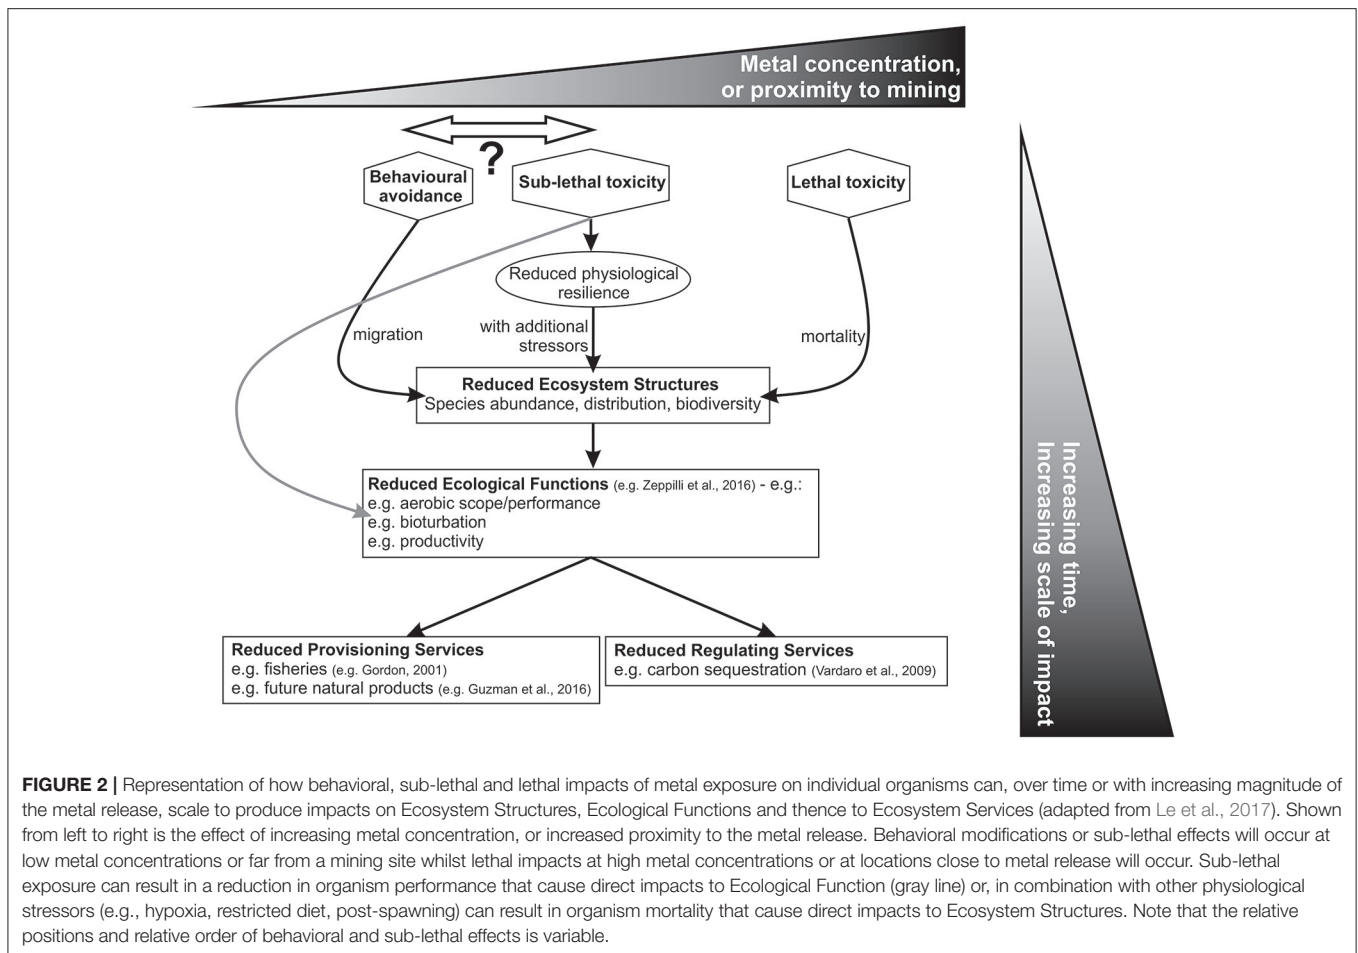 Metal concentration,
or proximity to mining
?
Behavioural
avoidance
Sub-lethal toxicity
Lethal toxicity
Reduced physiological
resilience
migration
with additional
stressors
mortality
Reduced Ecosystem Structures
Species abundance, distribution, biodiversity
Reduced Ecological Functions (e.g. Zeppilli et al., 2016) - e.g.:
e.g. aerobic scope/performance
e.g. bioturbation
e.g. productivity
Reduced Provisioning Services
e.g. fisheries (e.g. Gordon, 2001)
e.g. future natural products (e.g. Guzman et al., 2016)
Reduced Regulating Services
e.g. carbon sequestration (Vardaro et al., 2009)
Increasing time,
Increasing scale of impact
FIGURE 2 | Representation of how behavioral, sub-lethal and lethal impacts of metal exposure on individual organisms can, over time or with increasing magnitude of
the metal release, scale to produce impacts on Ecosystem Structures, Ecological Functions and thence to Ecosystem Services (adapted from Le et al., 2017). Shown
from left to right is the effect of increasing metal concentration, or increased proximity to the metal release. Behavioral modifications or sub-lethal effects will occur at
low metal concentrations or far from a mining site whilst lethal impacts at high metal concentrations or at locations close to metal release will occur. Sub-lethal
exposure can result in a reduction in organism performance that cause direct impacts to Ecological Function (gray line) or, in combination with other physiological
stressors (e.g., hypoxia, restricted diet, post-spawning) can result in organism mortality that cause direct impacts to Ecosystem Structures. Note that the relative
positions and relative order of behavioral and sub-lethal effects is variable.